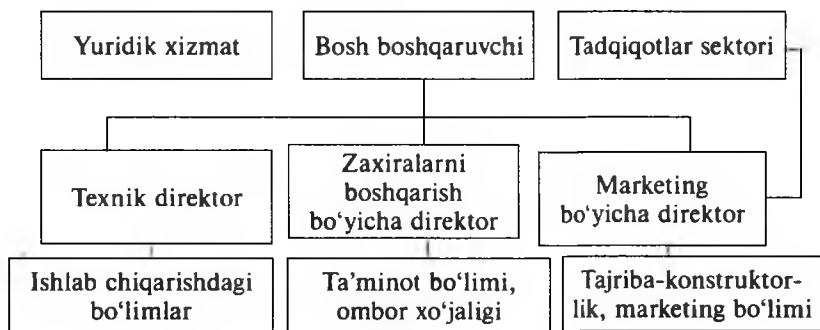 Yuridik xizmat
Bosh boshqaruvchi
Tadqiqotlar sektori
Texnik direktor
Zaxiralarni
boshqarish
bo‘yicha direktor
Marketing
bo‘yicha direktor
Ishlab chiqarishdagi
bo‘limlar
Ta’minot bo‘limi,
ombor xo‘jaligi
Tajriba-konstruktor-
lik, marketing bo‘limi